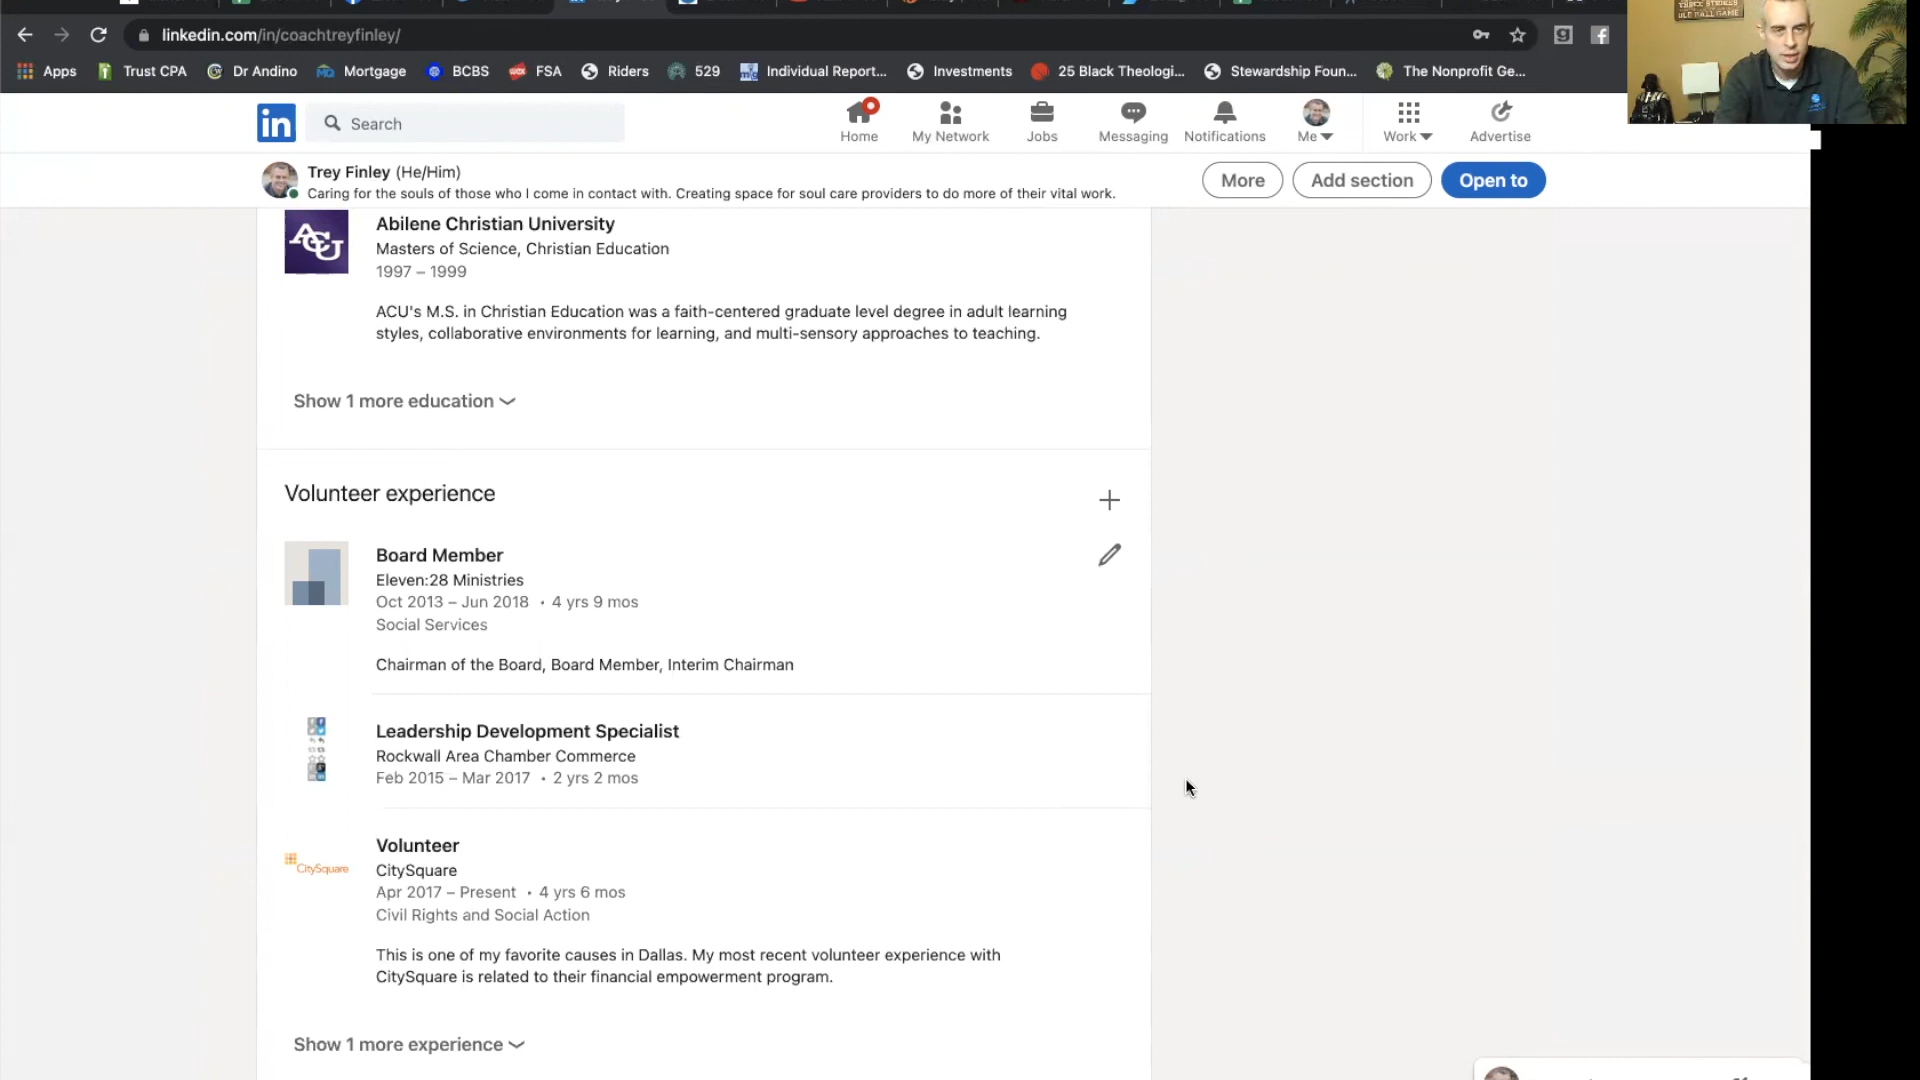 linkedin.com/in/coachtreyfinley/
Apps
Trust CPA
Dr Andino
Mortgage
BCBS
FSA
Riders
529
Individual Report...
Investments
25 Black Theologi...
Stewardship Foun...
The Nonprofit Ge...
THREE STRIKES
OLE BALL GAME
in
Search
Home
My Network
Jobs
Messaging
Notifications
Me
Work
Advertise
Trey Finley (He/Him)
Caring for the souls of those who I come in contact with. Creating space for soul care providers to do more of their vital work.
More
Add section
Open to
ACU
Abilene Christian University
Masters of Science, Christian Education
1997 – 1999
ACU's M.S. in Christian Education was a faith-centered graduate level degree in adult learning
styles, collaborative environments for learning, and multi-sensory approaches to teaching.
Show 1 more education
Volunteer experience
Board Member
Eleven:28 Ministries
Oct 2013 – Jun 2018 • 4 yrs 9 mos
Social Services
Chairman of the Board, Board Member, Interim Chairman
Leadership Development Specialist
Rockwall Area Chamber Commerce
Feb 2015 – Mar 2017 • 2 yrs 2 mos
CitySquare
Volunteer
CitySquare
Apr 2017 – Present • 4 yrs 6 mos
Civil Rights and Social Action
This is one of my favorite causes in Dallas. My most recent volunteer experience with
CitySquare is related to their financial empowerment program.
Show 1 more experience